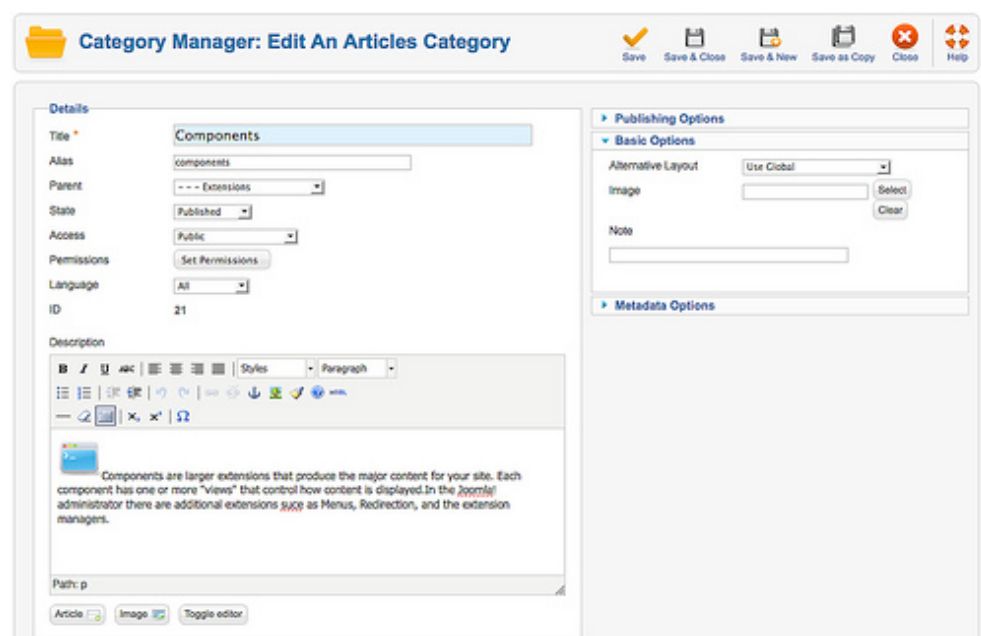 Category Manager: Edit An Articles Category
Save
Save & Close
Save & New
Save as Copy
Close
Help
Details
Title *
Components
Alias
components
Parent
- - - Extensions
State
Published
Access
Public
Permissions
Set Permissions
Language
All
ID
21
Description
B I U ABC Styles Paragraph
HTML
Ω
Components are larger extensions that produce the major content for your site. Each
component has one or more "views" that control how content is displayed.In the Joomla!
administrator there are additional extensions suce as Menus, Redirection, and the extension
managers.
Path: p
Article
Image
Toggle editor
Publishing Options
Basic Options
Alternative Layout
Use Global
Image
Select
Clear
Note
Metadata Options